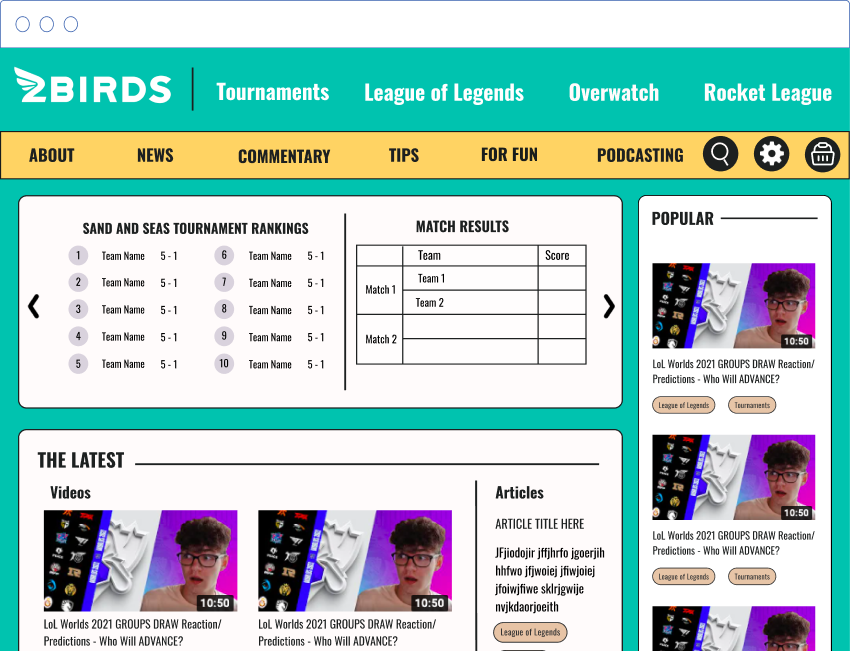 2BIRDS
Tournaments
League of Legends
Overwatch
Rocket League
ABOUT
NEWS
COMMENTARY
TIPS
FOR FUN
PODCASTING
SAND AND SEAS TOURNAMENT RANKINGS
1 Team Name 5 - 1
2 Team Name 5 - 1
3 Team Name 5 - 1
4 Team Name 5 - 1
5 Team Name 5 - 1
6 Team Name 5 - 1
7 Team Name 5 - 1
8 Team Name 5 - 1
9 Team Name 5 - 1
10 Team Name 5 - 1
MATCH RESULTS
Team Score
Match 1
Team 1
Team 2
Match 2
THE LATEST
Videos
10:50
LoL Worlds 2021 GROUPS DRAW Reaction/
Predictions - Who Will ADVANCE?
10:50
LoL Worlds 2021 GROUPS DRAW Reaction/
Predictions - Who Will ADVANCE?
Articles
ARTICLE TITLE HERE
JFjiodojir jffjhrfo jgoerjih
hhfwo jfjwoiej jfiwjoiej
jfoiwjfiwe sklrjgwije
nvjkdaorjoeith
League of Legends
POPULAR
10:50
LoL Worlds 2021 GROUPS DRAW Reaction/
Predictions - Who Will ADVANCE?
League of Legends
Tournaments
10:50
LoL Worlds 2021 GROUPS DRAW Reaction/
Predictions - Who Will ADVANCE?
League of Legends
Tournaments